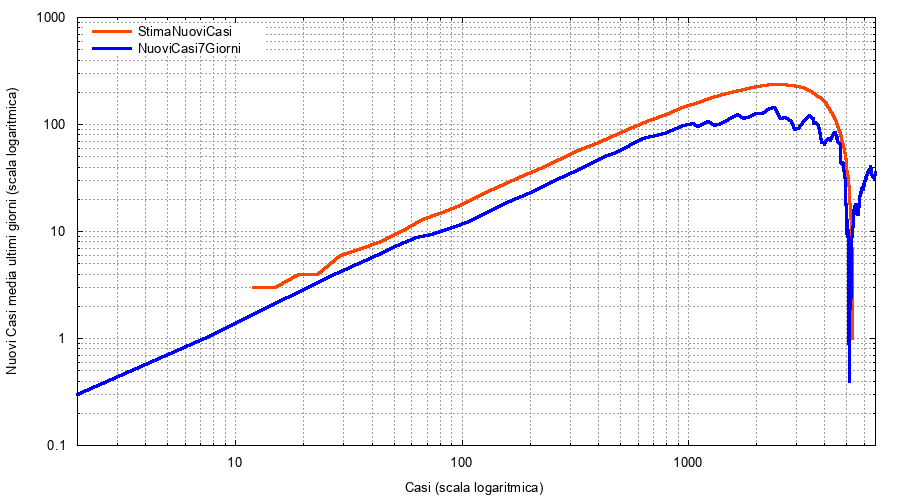 1000
StimaNuoviCasi
NuoviCasi7Giorni
100
10
1
0.1
Nuovi Casi media ultimi giorni (scala logaritmica)
10
100
1000
Casi (scala logaritmica)